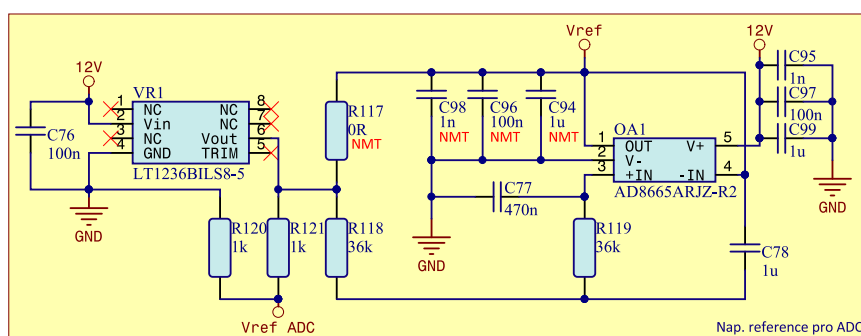 Vref
12V
12V
VR1
C95
1n
C97
100n
C99
1u
1 NC NC 8
2 Vin NC 7
3 NC Vout 6
4 GND TRIM 5
LT1236BILS8-5
C76
100n
R117
0R
NMT
C98
1n
NMT
C96
100n
NMT
C94
1u
NMT
OA1
1 OUT V+ 5
2 V-
3 +IN -IN 4
AD8665ARJZ-R2
C77
470n
GND
GND
GND
R120
1k
R121
1k
R118
36k
R119
36k
C78
1u
Vref ADC
Nap. reference pro ADC